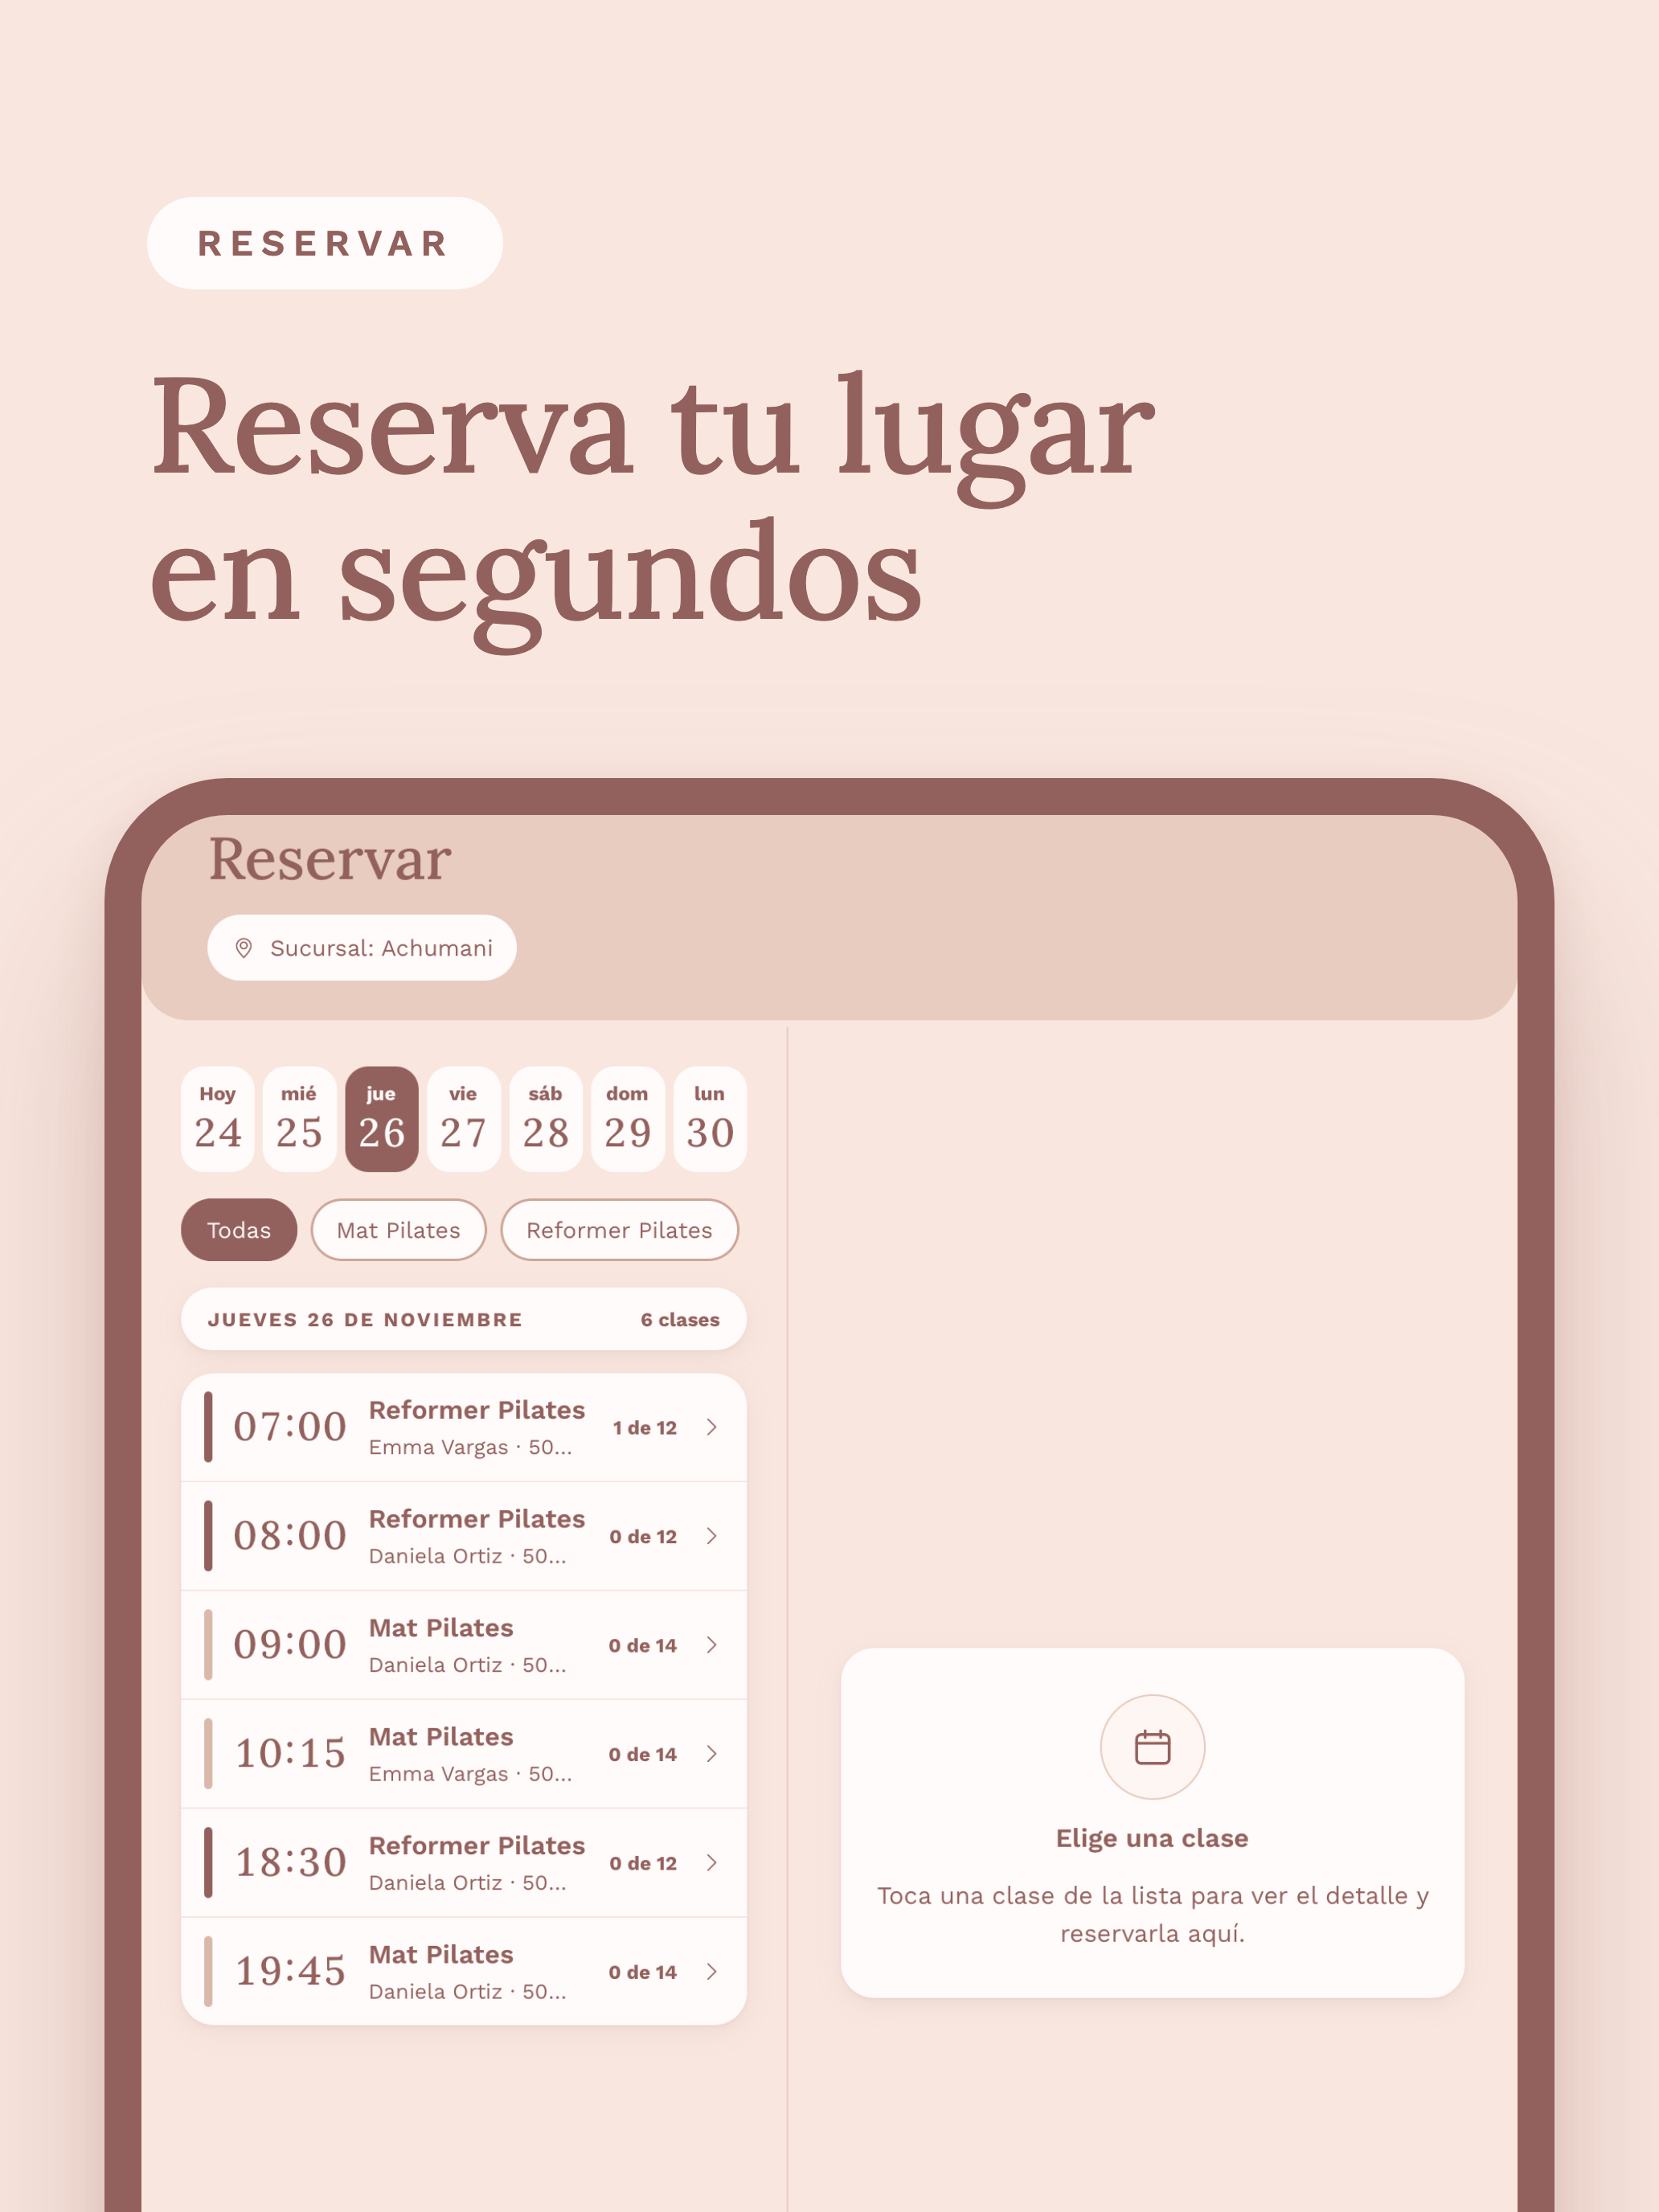 RESERVAR
Reserva tu lugar
en segundos
Reservar
Sucursal: Achumani
Hoy mié jue vie sáb dom lun
24 25 26 27 28 29 30
Todas Mat Pilates Reformer Pilates
JUEVES 26 DE NOVIEMBRE 6 clases
07:00 Reformer Pilates 1 de 12
Emma Vargas · 50...
08:00 Reformer Pilates 0 de 12
Daniela Ortiz · 50...
09:00 Mat Pilates 0 de 14
Daniela Ortiz · 50...
10:15 Mat Pilates 0 de 14
Emma Vargas · 50...
18:30 Reformer Pilates 0 de 12
Daniela Ortiz · 50...
19:45 Mat Pilates 0 de 14
Daniela Ortiz · 50...
Elige una clase
Toca una clase de la lista para ver el detalle y
reservarla aquí.